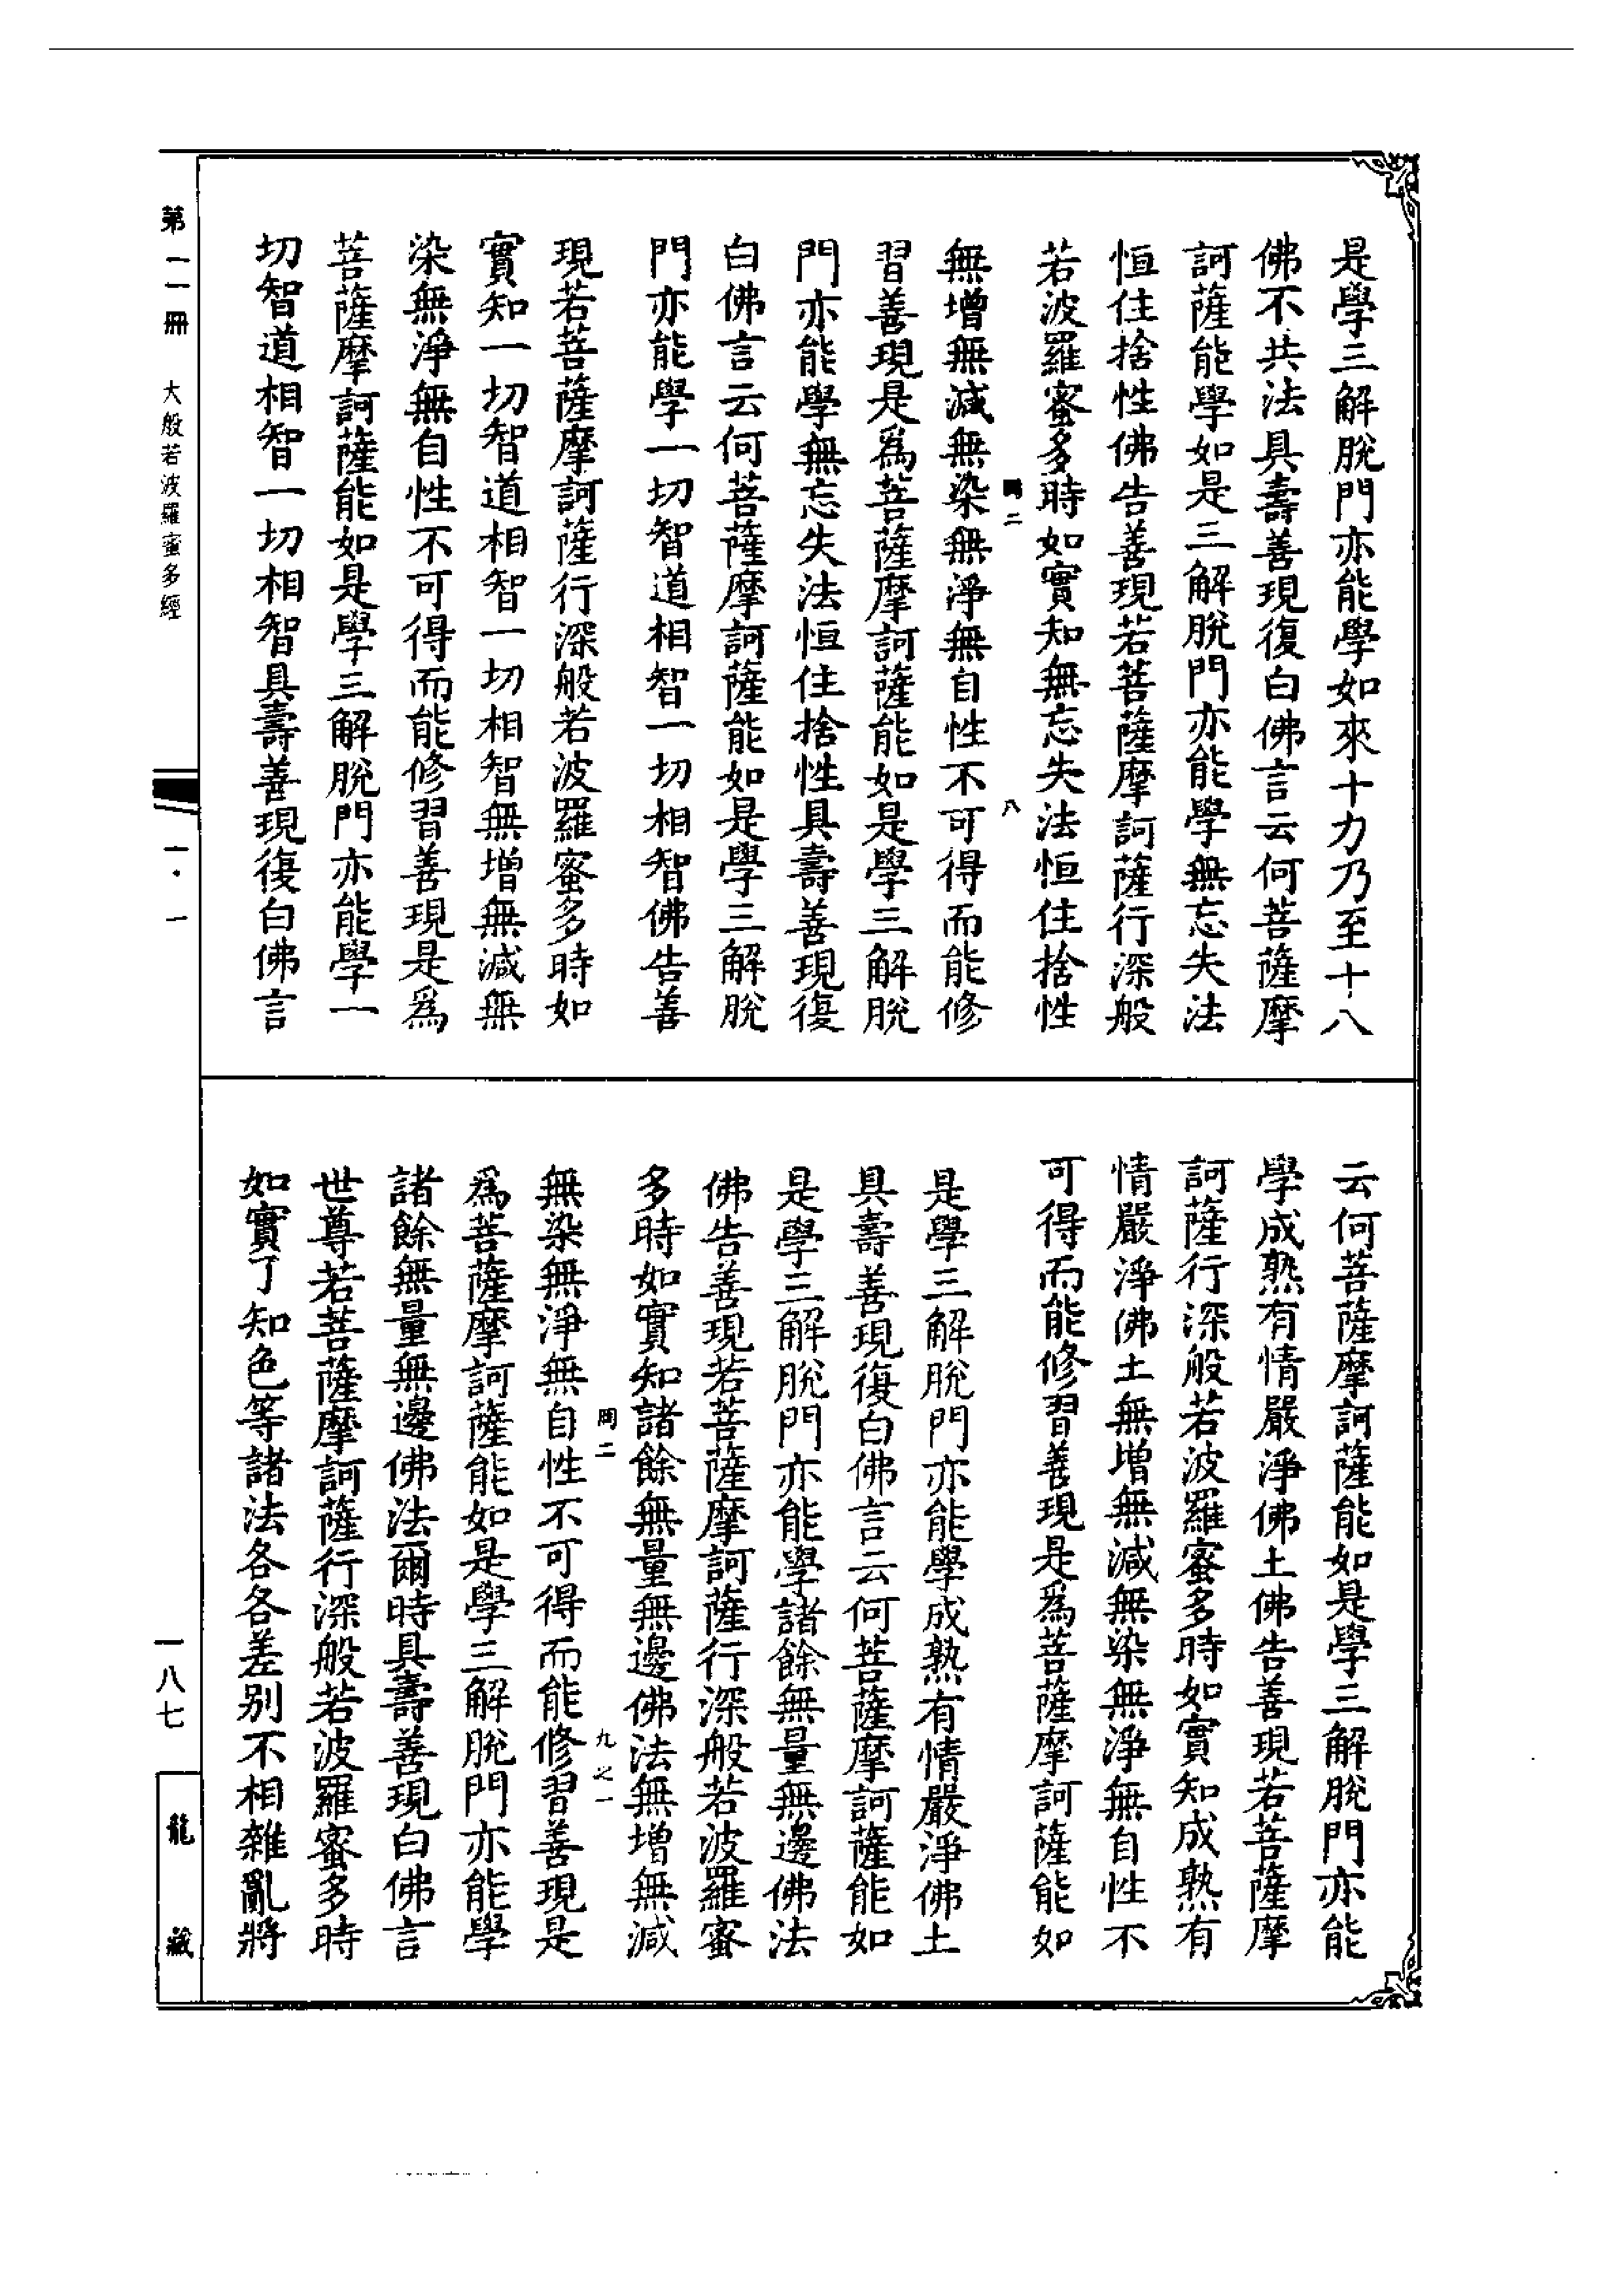 是學三解脫門亦能學如來十力乃至十八
佛不共法具壽善現復白佛言云何菩薩摩
訶薩能學如是三解脫門亦能學無忘失法
恒住捨性佛告善現若菩薩摩訶薩行深般
若波羅蜜多時如實知無忘失法恒住捨性
二 八
無增無減無染無淨無自性不可得而能修
習善現是爲菩薩摩訶薩能如是學三解脫
門亦能學無忘失法恒住捨性具壽善現復
白佛言云何菩薩摩訶薩能如是學三解脫
門亦能學一切智道相智一切相智佛告善
現若菩薩摩訶薩行深般若波羅蜜多時如
實知一切智道相智一切相智無增無減無
染無淨無自性不可得而能修習善現是爲
菩薩摩訶薩能如是學三解脫門亦能學一
切智道相智一切相智具壽善現復白佛言
云何菩薩摩訶薩能如是學三解脫門亦能
學成熟有情嚴淨佛土佛告善現若菩薩摩
訶薩行深般若波羅蜜多時如實知成熟有
情嚴淨佛土無增無減無染無淨無自性不
可得而能修習善現是爲菩薩摩訶薩能如
是學三解脫門亦能學成熟有情嚴淨佛土
具壽善現復白佛言云何菩薩摩訶薩能如
是學三解脫門亦能學諸餘無量無邊佛法
佛告善現若菩薩摩訶薩行深般若波羅蜜
多時如實知諸餘無量無邊佛法無增無減
二 九之一
無染無淨無自性不可得而能修習善現是
爲菩薩摩訶薩能如是學三解脫門亦能學
諸餘無量無邊佛法爾時具壽善現白佛言
世尊若菩薩摩訶薩行深般若波羅蜜多時
如實了知色等諸法各各差別不相雜亂將
第一一冊 大般若波羅蜜多經
一·一
一八七
龍藏